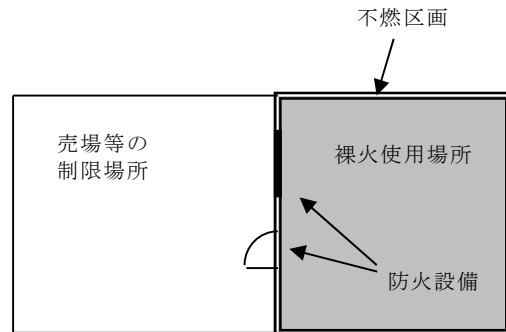 不燃区画
売場等の
制限場所
裸火使用場所
防火設備